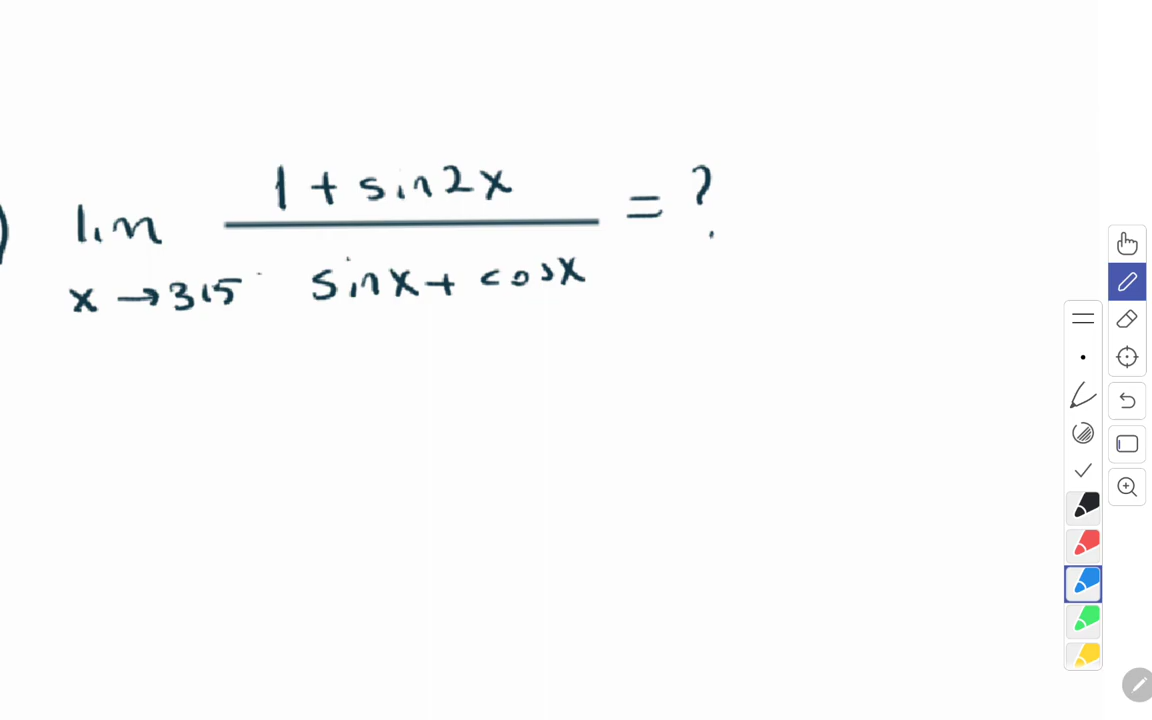 ) lim 1 + sin2x / sinx + cosx = ?
x → 315